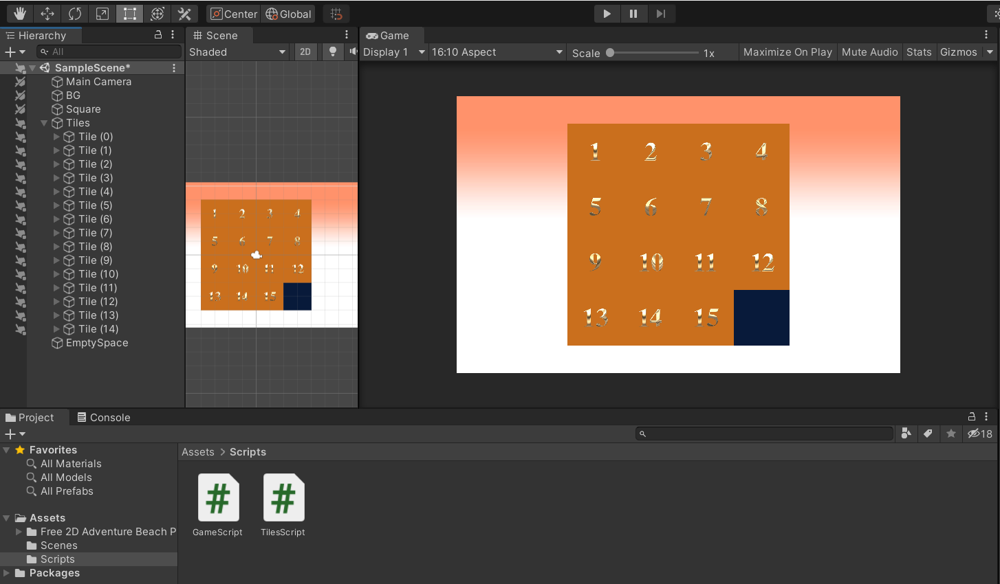 Center Global
Hierarchy
All
SampleScene*
Main Camera
BG
Square
Tiles
Tile (0)
Tile (1)
Tile (2)
Tile (3)
Tile (4)
Tile (5)
Tile (6)
Tile (7)
Tile (8)
Tile (9)
Tile (10)
Tile (11)
Tile (12)
Tile (13)
Tile (14)
EmptySpace
Scene
Shaded 2D
1 2 3 4
5 6 7 8
9 10 11 12
13 14 15
Game
Display 1 16:10 Aspect Scale 1x Maximize On Play Mute Audio Stats Gizmos
1 2 3 4
5 6 7 8
9 10 11 12
13 14 15
Project Console
18
Favorites
All Materials
All Models
All Prefabs
Assets
Free 2D Adventure Beach P
Scenes
Scripts
Packages
Assets > Scripts
# #
GameScript TilesScript